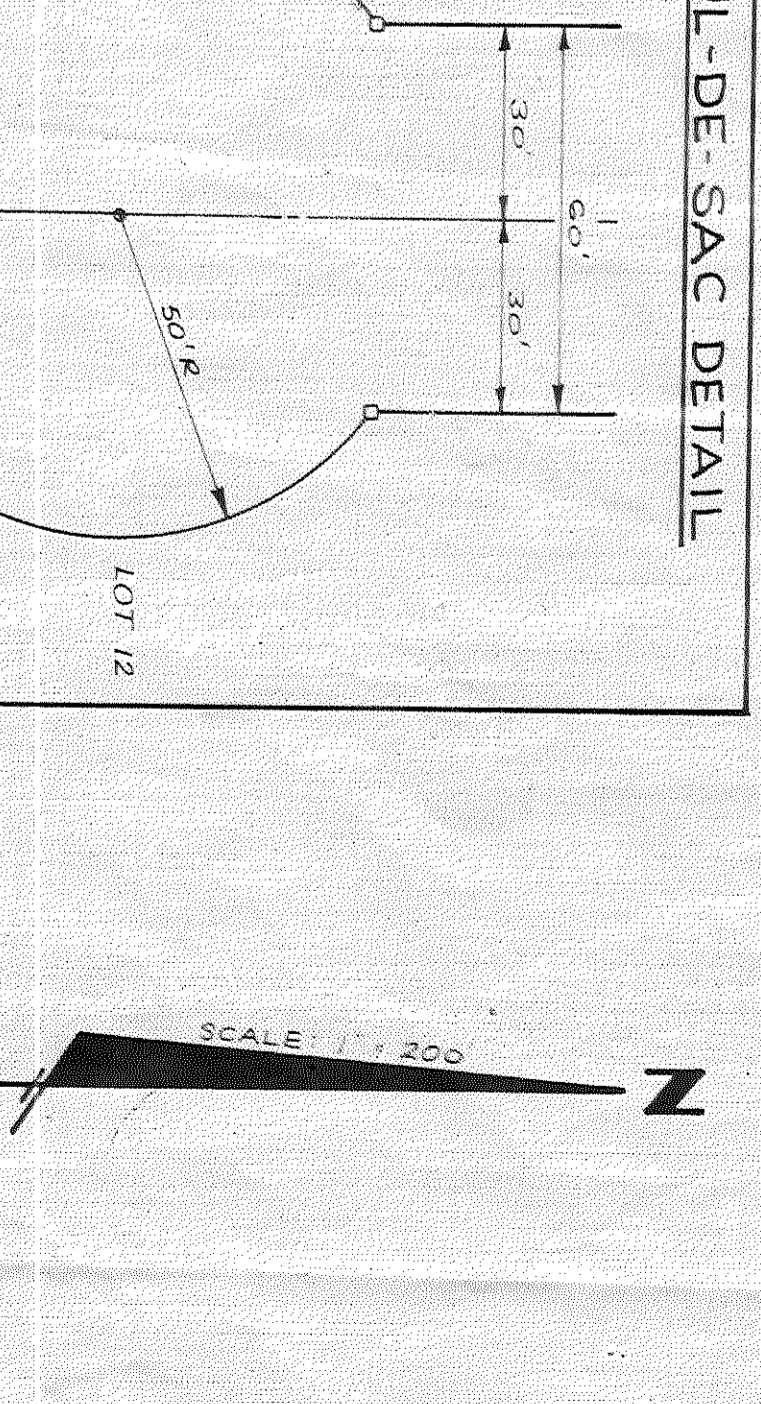 L-DE-SAC DETAIL
60'
30'
30'
50'R
LOT 12
SCALE: 1" = 200'
N